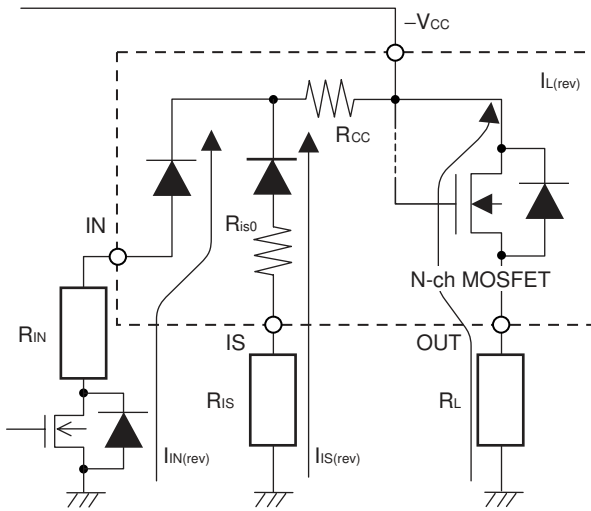 –VCC
IL(rev)
RCC
Ris0
IN
N-ch MOSFET
RIN
IS
OUT
RIS
RL
IIN(rev)
IIS(rev)